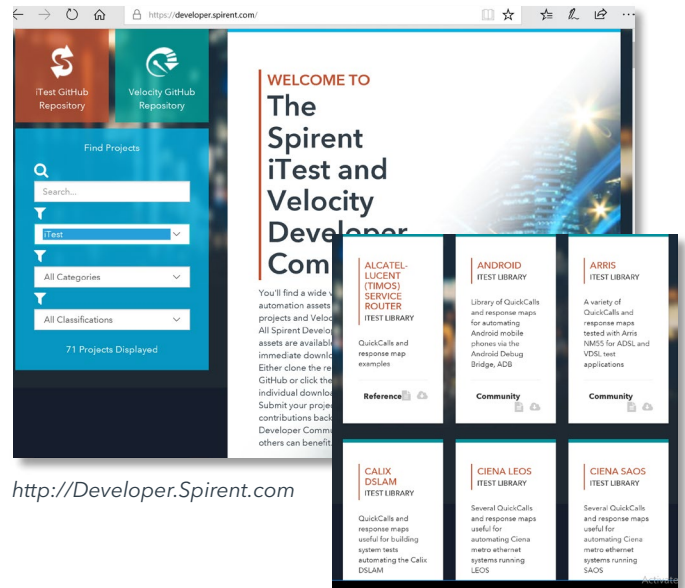 https://developer.spirent.com/
iTest GitHub
Repository
Velocity GitHub
Repository
Find Projects
Search...
iTest
All Categories
All Classifications
71 Projects Displayed
WELCOME TO
The
Spirent
iTest and
Velocity
Developer
Com
You'll find a wide
automation assets
projects and Veloc
All Spirent Develop
assets are available
immediate downlo
Either clone the re
GitHub or click the
individual downloa
Submit your projec
contributions back
Developer Commu
others can benefit.
ALCATEL-
LUCENT
(TIMOS)
SERVICE
ROUTER
ITEST LIBRARY
QuickCalls and
response map
examples
Reference
ANDROID
ITEST LIBRARY
Library of QuickCalls
and response maps
for automating
Android mobile
phones via the
Android Debug
Bridge, ADB
Community
ARRIS
ITEST LIBRARY
A variety of
QuickCalls and
response maps
tested with Arris
NM55 for ADSL and
VDSL test
applications
Community
CALIX
DSLAM
ITEST LIBRARY
QuickCalls and
response maps
useful for building
system tests
automating the Calix
DSLAM
CIENA LEOS
ITEST LIBRARY
Several QuickCalls
and response maps
useful for
automating Ciena
metro ethernet
systems running
LEOS
CIENA SAOS
ITEST LIBRARY
Several QuickCalls
and response maps
useful for
automating Ciena
metro ethernet
systems running
SAOS
Activate
http://Developer.Spirent.com